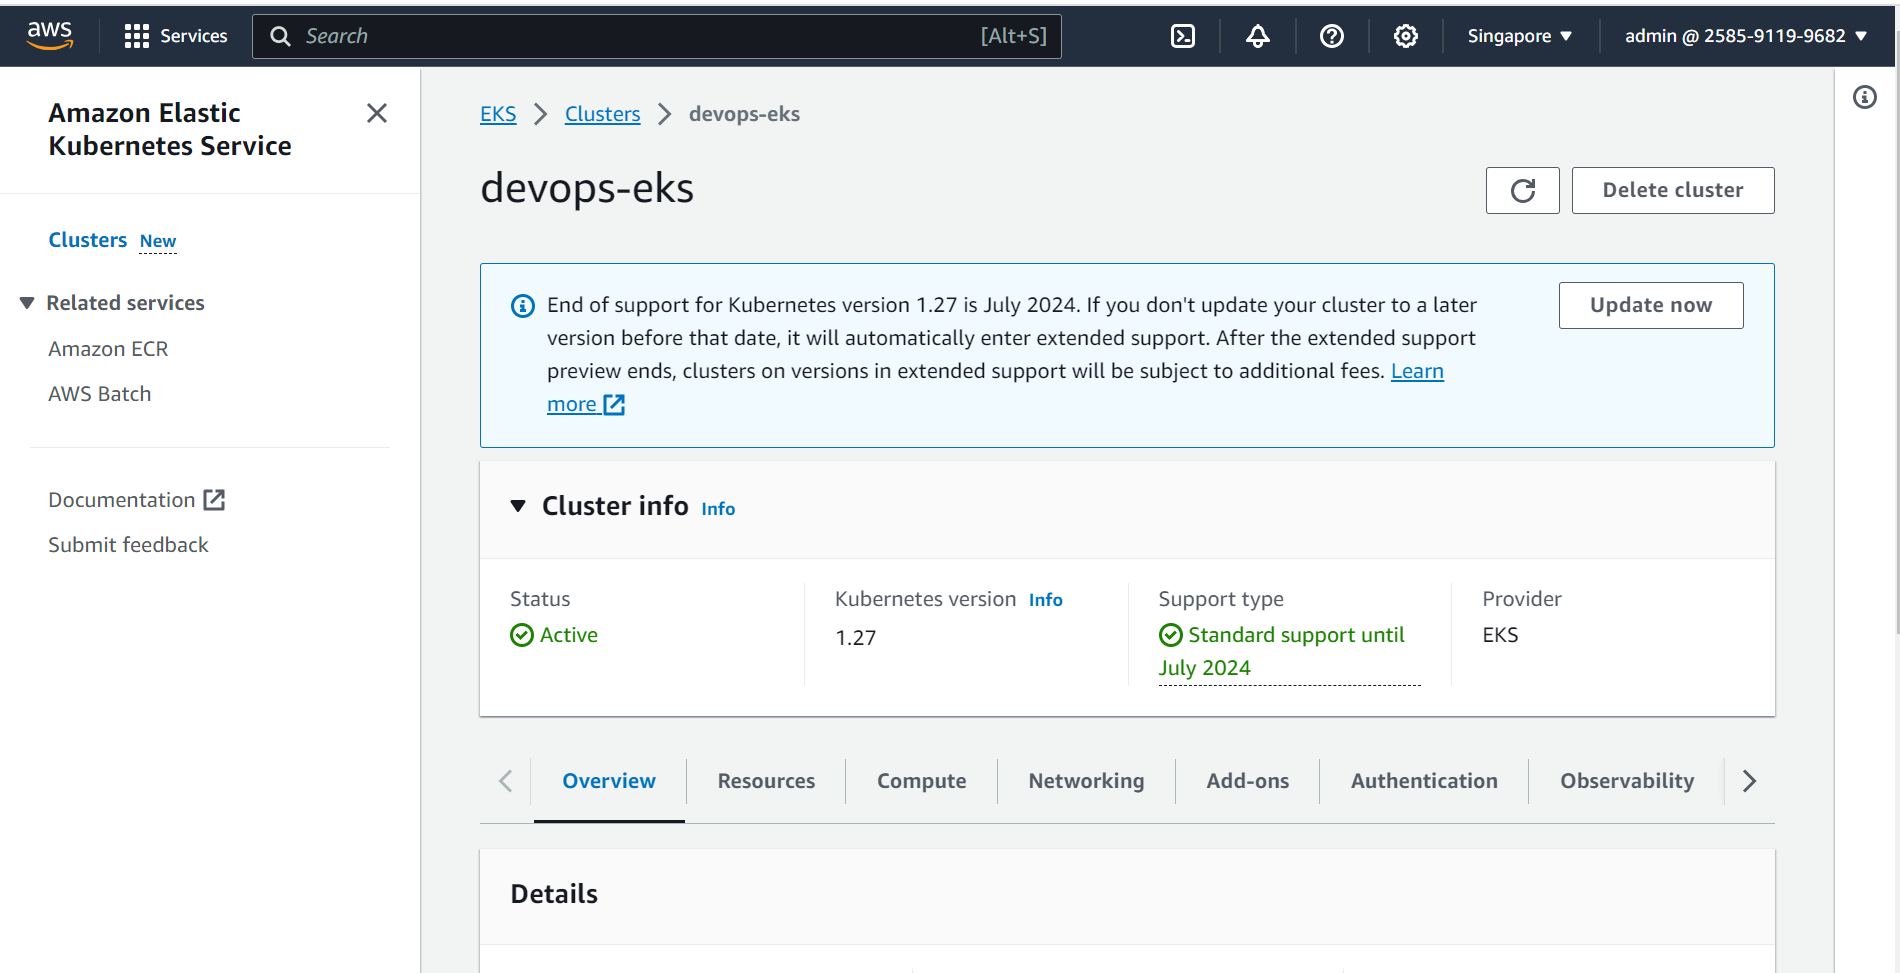 aws
Services
Search
[Alt+S]
Singapore
admin @ 2585-9119-9682
Amazon Elastic
Kubernetes Service
Clusters New
Related services
Amazon ECR
AWS Batch
Documentation
Submit feedback
EKS
Clusters
devops-eks
devops-eks
Delete cluster
End of support for Kubernetes version 1.27 is July 2024. If you don't update your cluster to a later
version before that date, it will automatically enter extended support. After the extended support
preview ends, clusters on versions in extended support will be subject to additional fees. Learn
more
Update now
Cluster info Info
Status
Active
Kubernetes version Info
1.27
Support type
Standard support until
July 2024
Provider
EKS
Overview
Resources
Compute
Networking
Add-ons
Authentication
Observability
Details